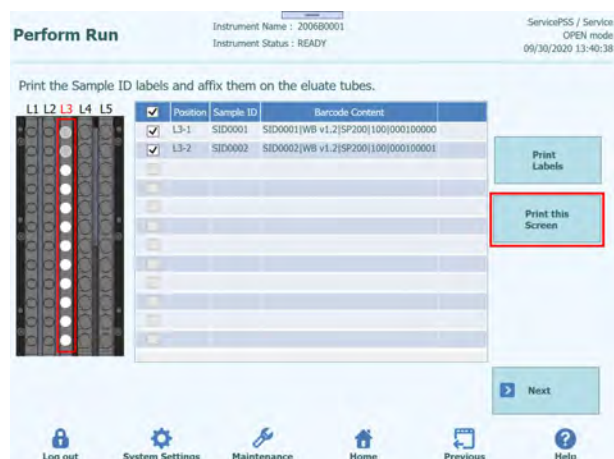 Perform Run
Instrument Name : 2006B0001
Instrument Status : READY
ServicePSS / Service
OPEN mode
09/30/2020 13:40:38
Print the Sample ID labels and affix them on the eluate tubes.
L1 L2 L3 L4 L5
Position Sample ID Barcode Content
L3-1 SID0001 SID0001|WB v1.2|SP200|100|000100000
L3-2 SID0002 SID0002|WB v1.2|SP200|100|000100001
Print
Labels
Print this
Screen
Next
Log out System Settings Maintenance Home Previous Help